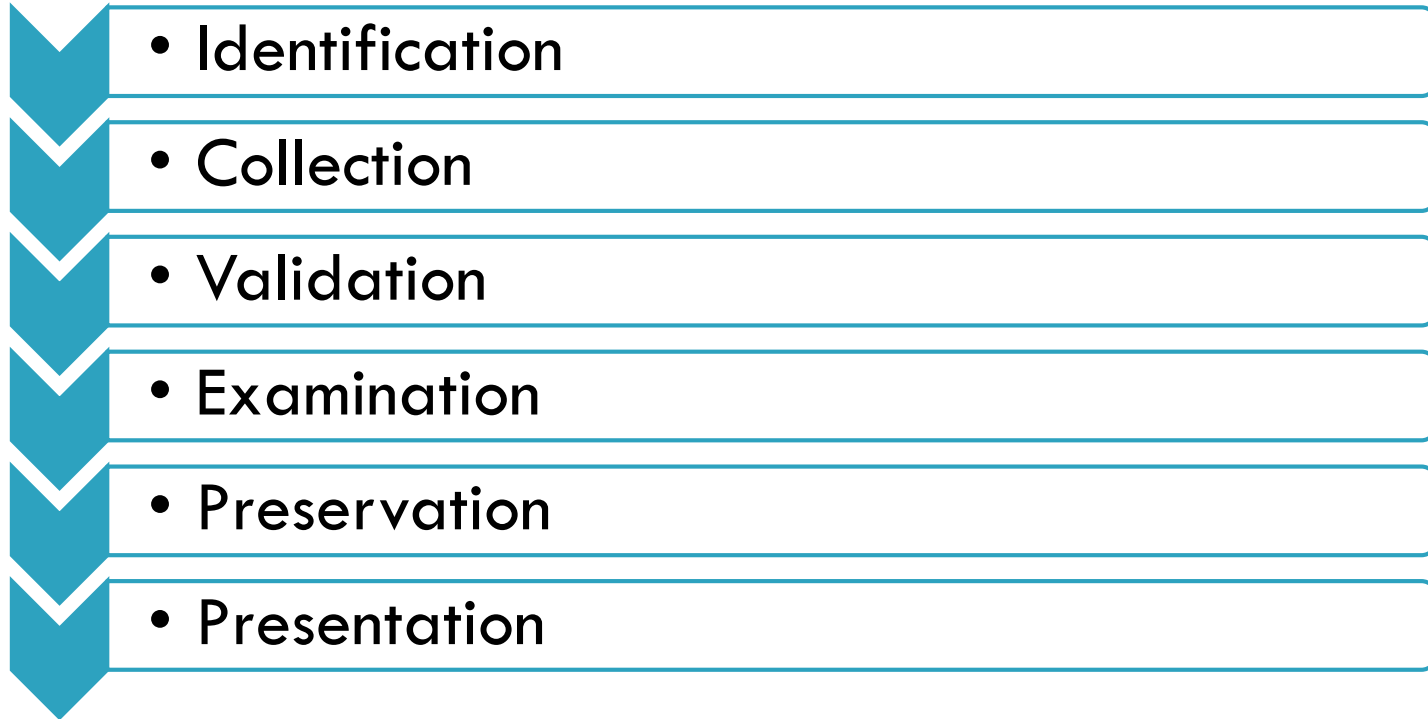 • Identification
• Collection
• Validation
• Examination
• Preservation
• Presentation